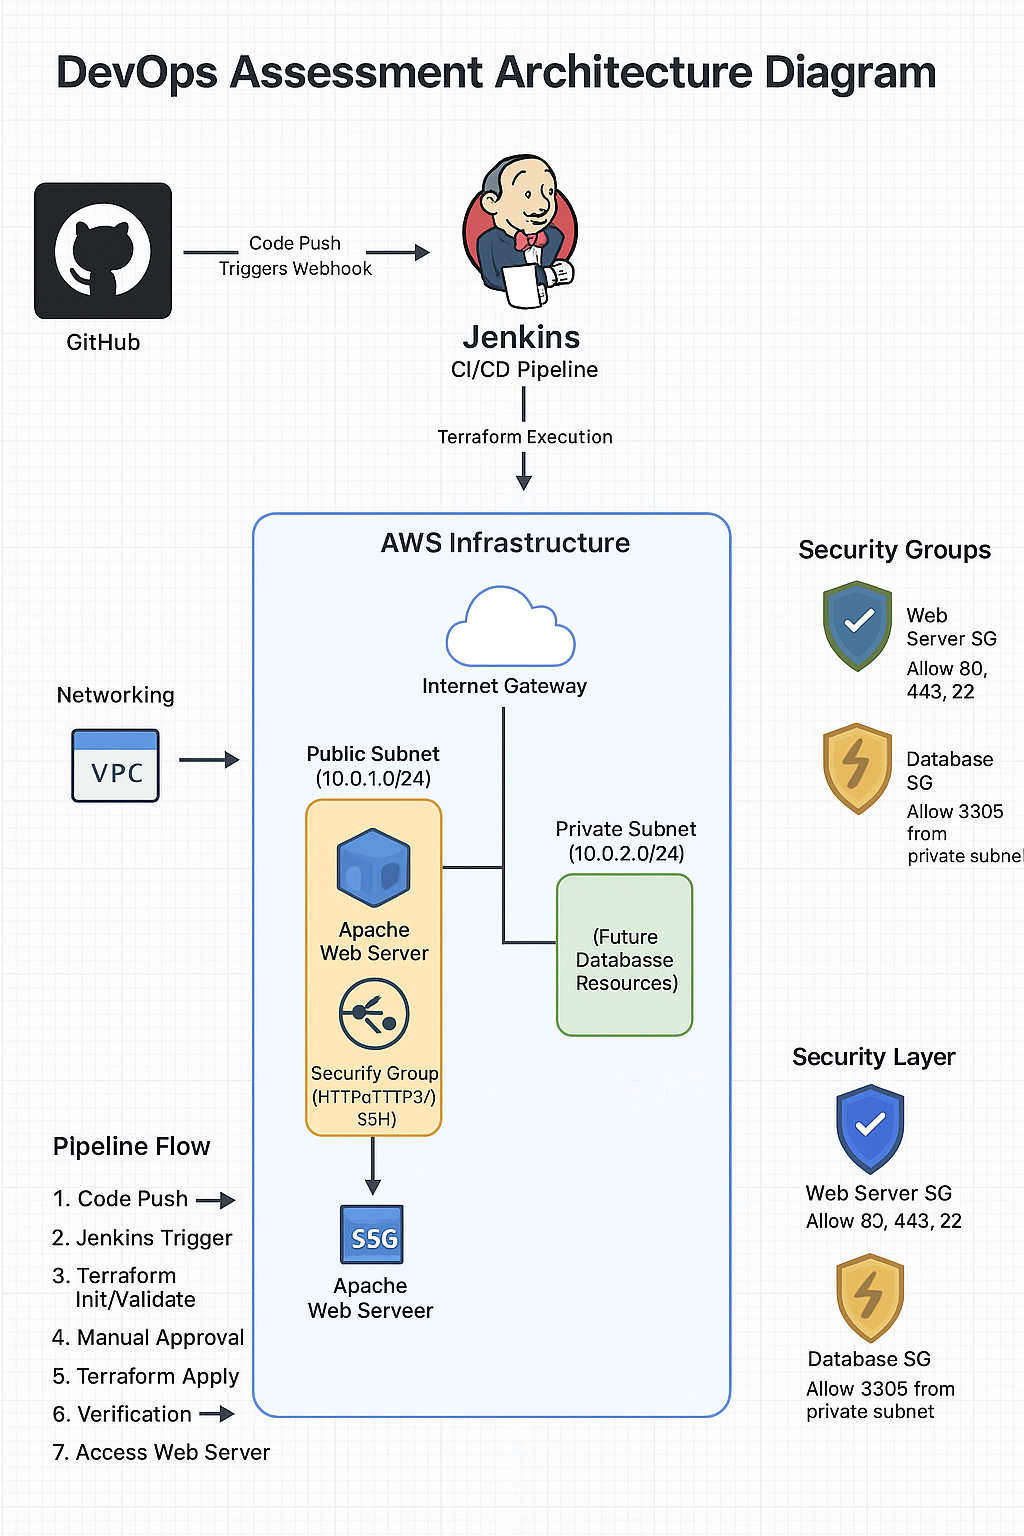 DevOps Assessment Architecture Diagram
Code Push
Triggers Webhook
GitHub
Jenkins
CI/CD Pipeline
Terraform Execution
AWS Infrastructure
Internet Gateway
Networking
VPC
Public Subnet
(10.0.1.0/24)
Apache
Web Server
Securify Group
(HTTPɑTTTP3/)
S5H)
S5G
Apache
Web Serveer
Private Subnet
(10.0.2.0/24)
(Future
Databasse
Resources)
Security Groups
Web
Server SG
Allow 80,
443, 22
Database
SG
Allow 3305
from
private subnet
Security Layer
Web Server SG
Allow 80, 443, 22
Database SG
Allow 3305 from
private subnet
Pipeline Flow
1. Code Push
2. Jenkins Trigger
3. Terraform
Init/Validate
4. Manual Approval
5. Terraform Apply
6. Verification
7. Access Web Server